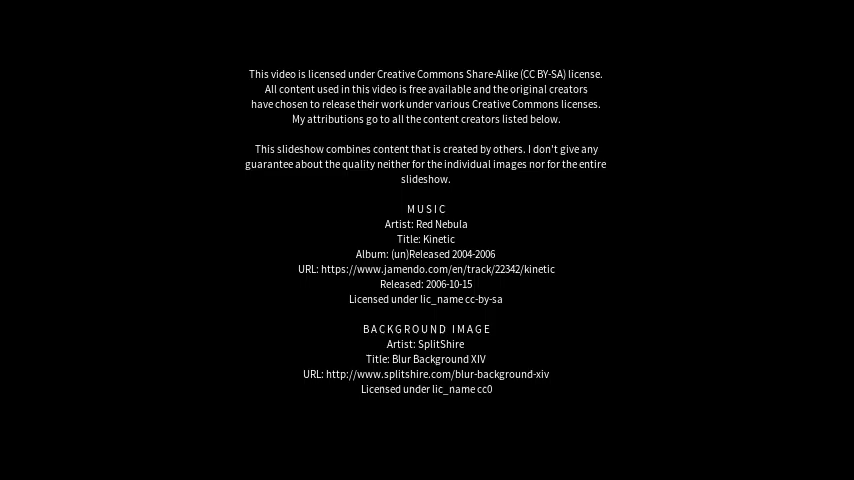 This video is licensed under Creative Commons Share-Alike (CC BY-SA) license.
All content used in this video is free available and the original creators
have chosen to release their work under various Creative Commons licenses.
My attributions go to all the content creators listed below.
This slideshow combines content that is created by others. I don't give any
guarantee about the quality neither for the individual images nor for the entire
slideshow.
MUSIC
Artist: Red Nebula
Title: Kinetic
Album: (un)Released 2004-2006
URL: https://www.jamendo.com/en/track/22342/kinetic
Released: 2006-10-15
Licensed under lic_name cc-by-sa
BACKGROUND IMAGE
Artist: SplitShire
Title: Blur Background XIV
URL: http://www.splitshire.com/blur-background-xiv
Licensed under lic_name cc0